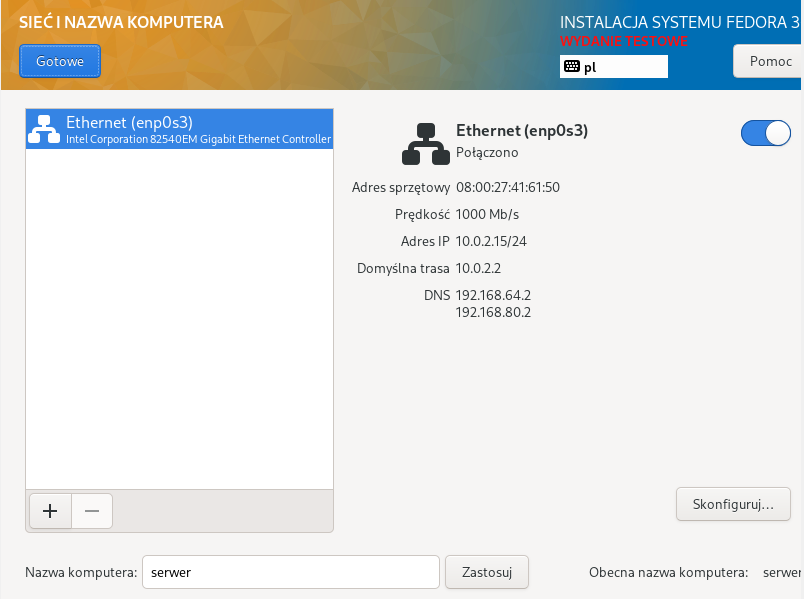 SIEĆ I NAZWA KOMPUTERA
INSTALACJA SYSTEMU FEDORA 3
WYDANIE TESTOWE
Gotowe
pl
Pomoc
Ethernet (enp0s3)
Intel Corporation 82540EM Gigabit Ethernet Controller
Ethernet (enp0s3)
Połączono
Adres sprzętowy 08:00:27:41:61:50
Prędkość 1000 Mb/s
Adres IP 10.0.2.15/24
Domyślna trasa 10.0.2.2
DNS 192.168.64.2
192.168.80.2
Skonfiguruj...
Nazwa komputera: serwer Zastosuj Obecna nazwa komputera: serwer